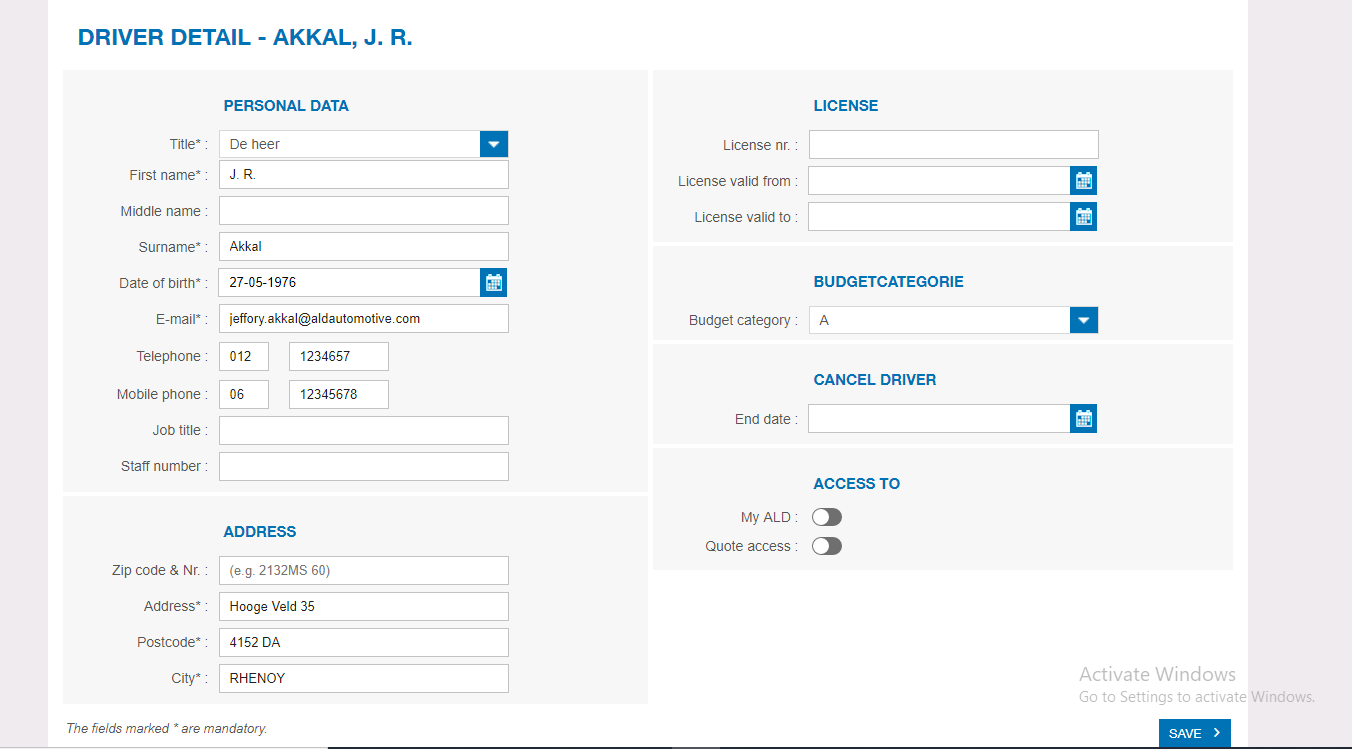 DRIVER DETAIL - AKKAL, J. R.
PERSONAL DATA
Title* : De heer
First name* : J. R.
Middle name :
Surname* : Akkal
Date of birth* : 27-05-1976
E-mail* : jeffory.akkal@aldautomotive.com
Telephone : 012 1234657
Mobile phone : 06 12345678
Job title :
Staff number :
ADDRESS
Zip code & Nr. : (e.g. 2132MS 60)
Address* : Hooge Veld 35
Postcode* : 4152 DA
City* : RHENOY
The fields marked * are mandatory.
LICENSE
License nr. :
License valid from :
License valid to :
BUDGETCATEGORIE
Budget category : A
CANCEL DRIVER
End date :
ACCESS TO
My ALD :
Quote access :
Activate Windows
Go to Settings to activate Windows.
SAVE